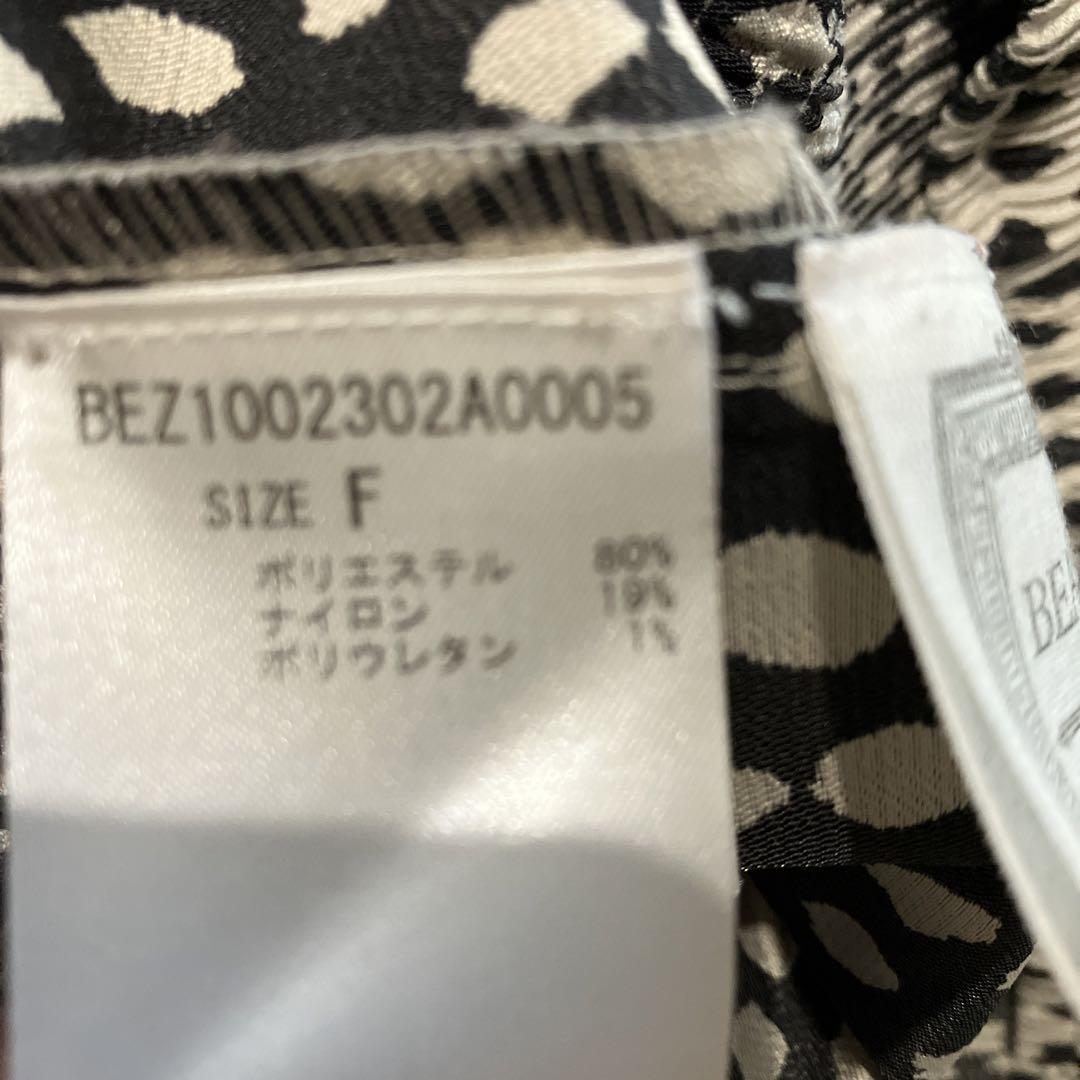 BEZ1002302A0005
SIZE F
ポリエステル 80%
ナイロン 19%
ポリウレタン 1%